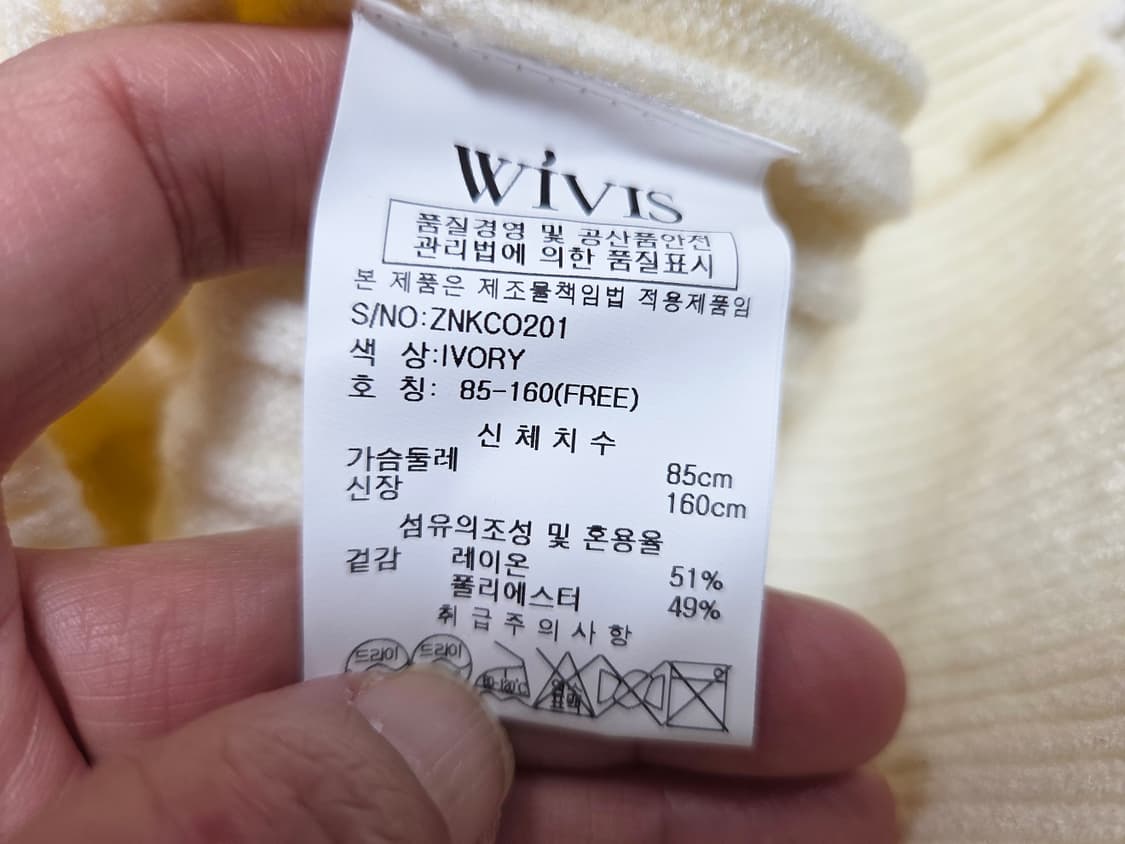 WIVIS
품질경영 및 공산품안전
관리법에 의한 품질표시
본 제품은 제조물책임법 적용제품임
S/NO:ZNKCO201
색 상:IVORY
호 칭: 85-160(FREE)
신 체 치 수
가슴둘레 85cm
신장 160cm
섬유의조성 및 혼용율
겉감 레이온 51%
폴리에스터 49%
취 급 주 의 사 항
드라이 드라이